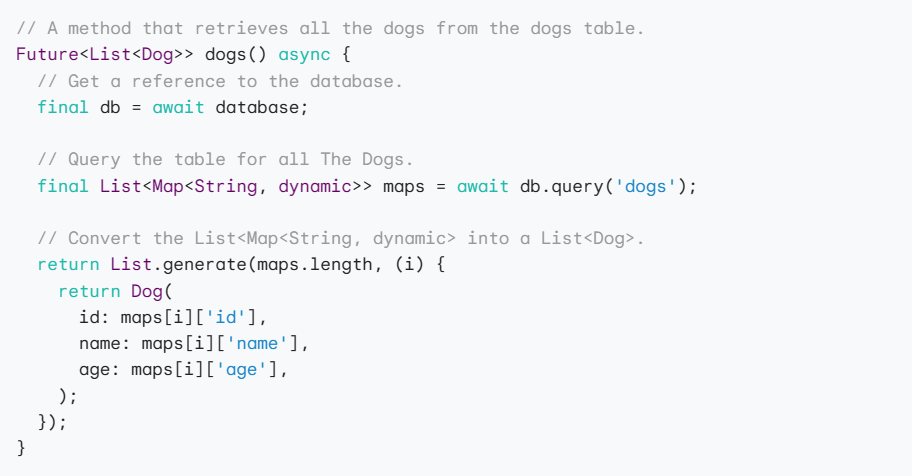 // A method that retrieves all the dogs from the dogs table.
Future<List<Dog>> dogs() async {
  // Get a reference to the database.
  final db = await database;

  // Query the table for all The Dogs.
  final List<Map<String, dynamic>> maps = await db.query('dogs');

  // Convert the List<Map<String, dynamic> into a List<Dog>.
  return List.generate(maps.length, (i) {
    return Dog(
      id: maps[i]['id'],
      name: maps[i]['name'],
      age: maps[i]['age'],
    );
  });
}